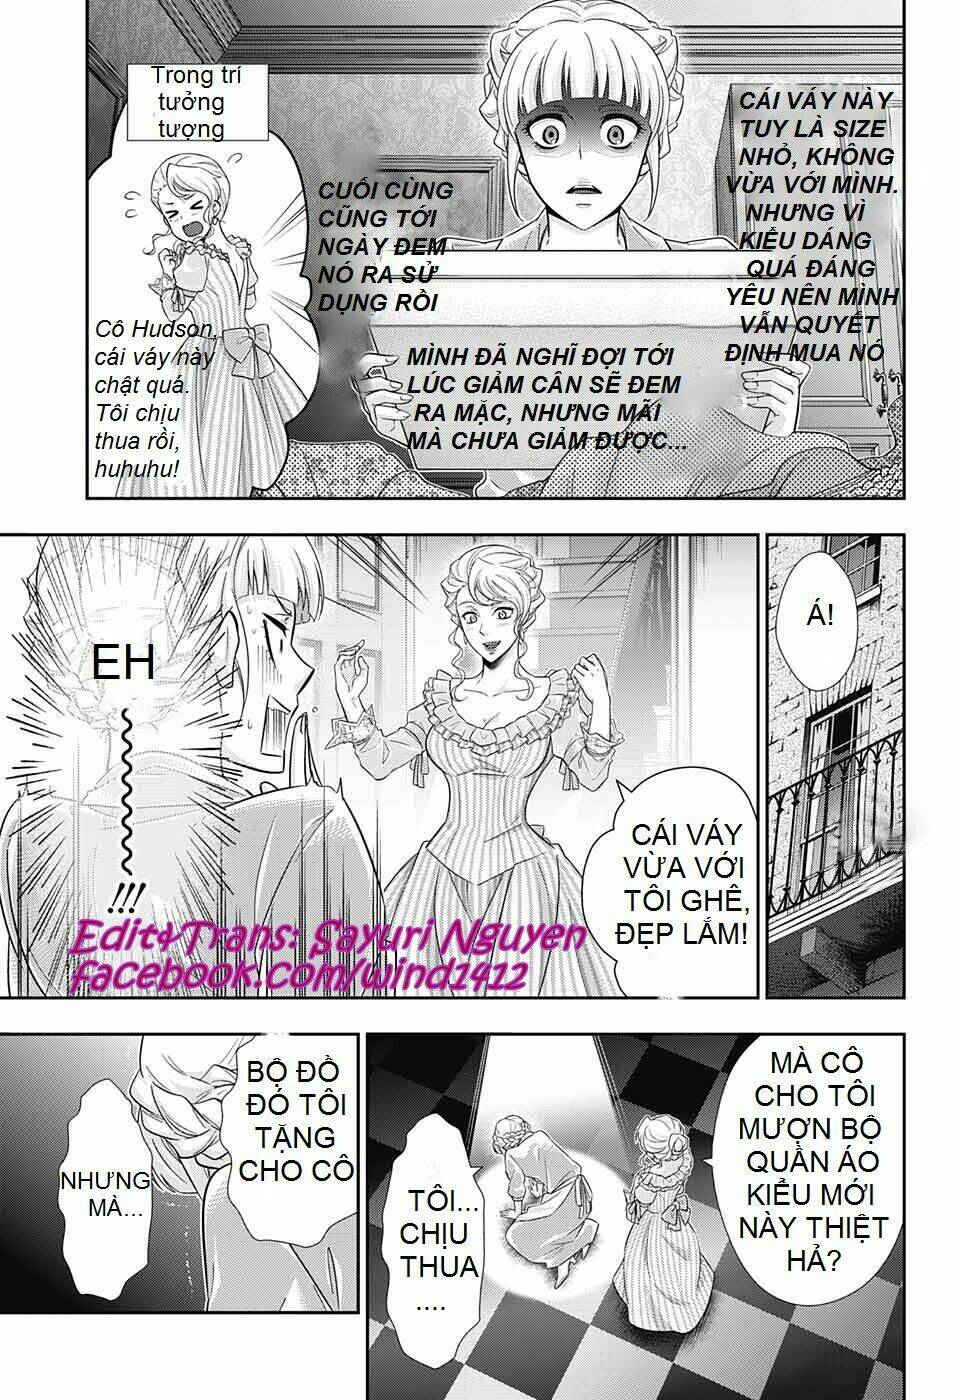 CÁI VÁY NÀY
TUY LÀ SIZE
NHỎ, KHÔNG
VỪA VỚI MÌNH.
NHƯNG VÌ
KIỂU DÁNG
QUÁ ĐÁNG
YÊU NÊN MÌNH
VẪN QUYẾT
ĐỊNH MUA NÓ
MÌNH ĐÃ NGHĨ ĐỢI TỚI
LÚC GIẢM CÂN SẼ ĐEM
RA MẶC, NHƯNG MÃI
MÀ CHƯA GIẢM ĐƯỢC...
CUỐI CÙNG
CŨNG TỚI
NGÀY ĐEM
NÓ RA SỬ
DỤNG RỒI
Trong trí
tưởng
tượng
Cô Hudson,
cái váy này
chật quá.
Tôi chịu
thua rồi,
huhuhu!
Á!
CÁI VÁY
VỪA VỚI
TÔI GHÊ,
ĐẸP LẮM!
EH
!!!
Edit&Trans: Sayuri Nguyen
facebook.com/wind1412
MÀ CÔ
CHO TÔI
MƯỢN BỘ
QUẦN ÁO
KIỂU MỚI
NÀY THIỆT
HẢ?
TÔI...
CHỊU
THUA
....
BỘ ĐỒ
ĐÓ TÔI
TẶNG
CHO CÔ
NHƯNG
MÀ...